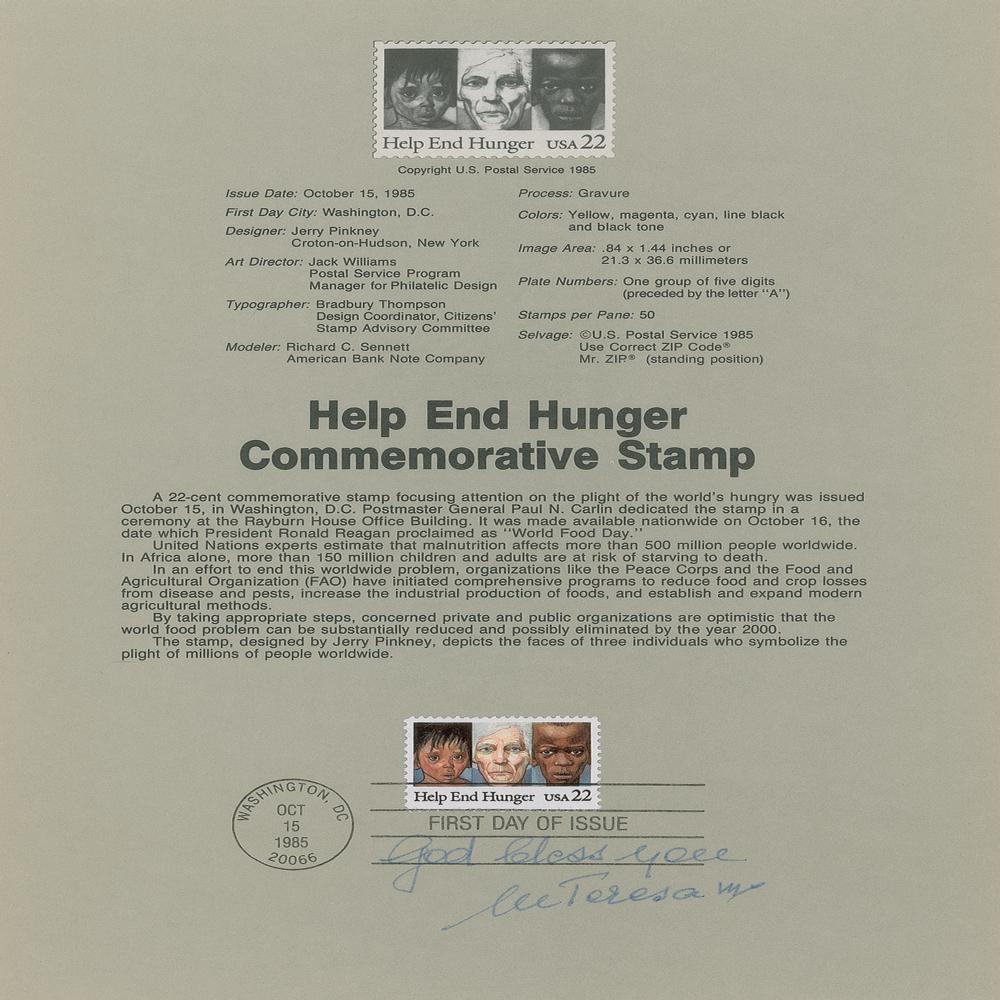 Help End Hunger USA 22
Copyright U.S. Postal Service 1985
Issue Date: October 15, 1985
First Day City: Washington, D.C.
Designer: Jerry Pinkney
Croton-on-Hudson, New York
Art Director: Jack Williams
Postal Service Program
Manager for Philatelic Design
Typographer: Bradbury Thompson
Design Coordinator, Citizens'
Stamp Advisory Committee
Modeler: Richard C. Sennett
American Bank Note Company
Process: Gravure
Colors: Yellow, magenta, cyan, line black
and black tone
Image Area: .84 x 1.44 inches or
21.3 x 36.6 millimeters
Plate Numbers: One group of five digits
(preceded by the letter "A")
Stamps per Pane: 50
Selvage: ©U.S. Postal Service 1985
Use Correct ZIP Code®
Mr. ZIP® (standing position)
Help End Hunger
Commemorative Stamp
A 22-cent commemorative stamp focusing attention on the plight of the world's hungry was issued
October 15, in Washington, D.C. Postmaster General Paul N. Carlin dedicated the stamp in a
ceremony at the Rayburn House Office Building. It was made available nationwide on October 16, the
date which President Ronald Reagan proclaimed as "World Food Day."
United Nations experts estimate that malnutrition affects more than 500 million people worldwide.
In Africa alone, more than 150 million children and adults are at risk of starving to death.
In an effort to end this worldwide problem, organizations like the Peace Corps and the Food and
Agricultural Organization (FAO) have initiated comprehensive programs to reduce food and crop losses
from disease and pests, increase the industrial production of foods, and establish and expand modern
agricultural methods.
By taking appropriate steps, concerned private and public organizations are optimistic that the
world food problem can be substantially reduced and possibly eliminated by the year 2000.
The stamp, designed by Jerry Pinkney, depicts the faces of three individuals who symbolize the
plight of millions of people worldwide.
Help End Hunger USA 22
WASHINGTON, DC
OCT
15
1985
20066
FIRST DAY OF ISSUE
God bless you
M Teresa mc